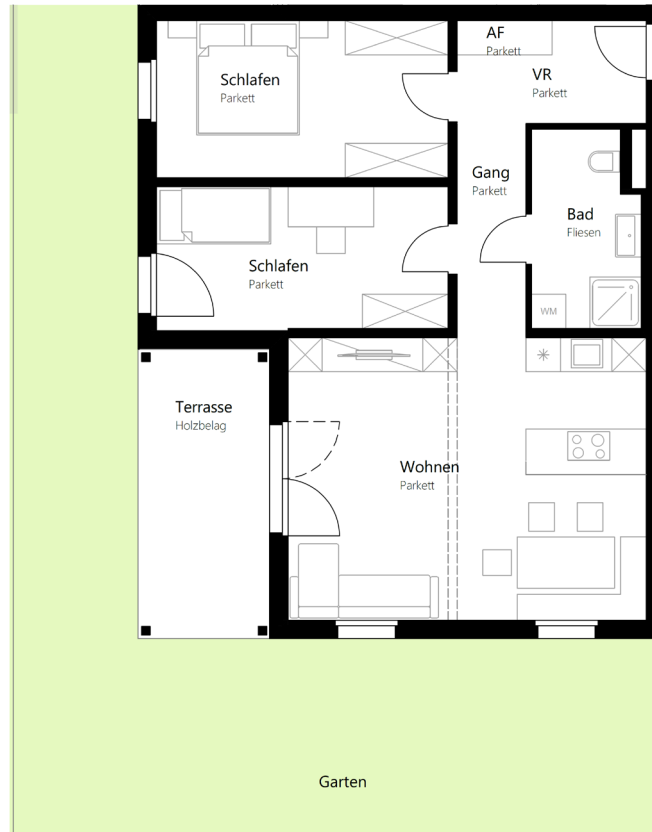 AF
Parkett
Schlafen
Parkett
VR
Parkett
Gang
Parkett
Bad
Fliesen
Schlafen
Parkett
WM
Terrasse
Holzbelag
Wohnen
Parkett
Garten